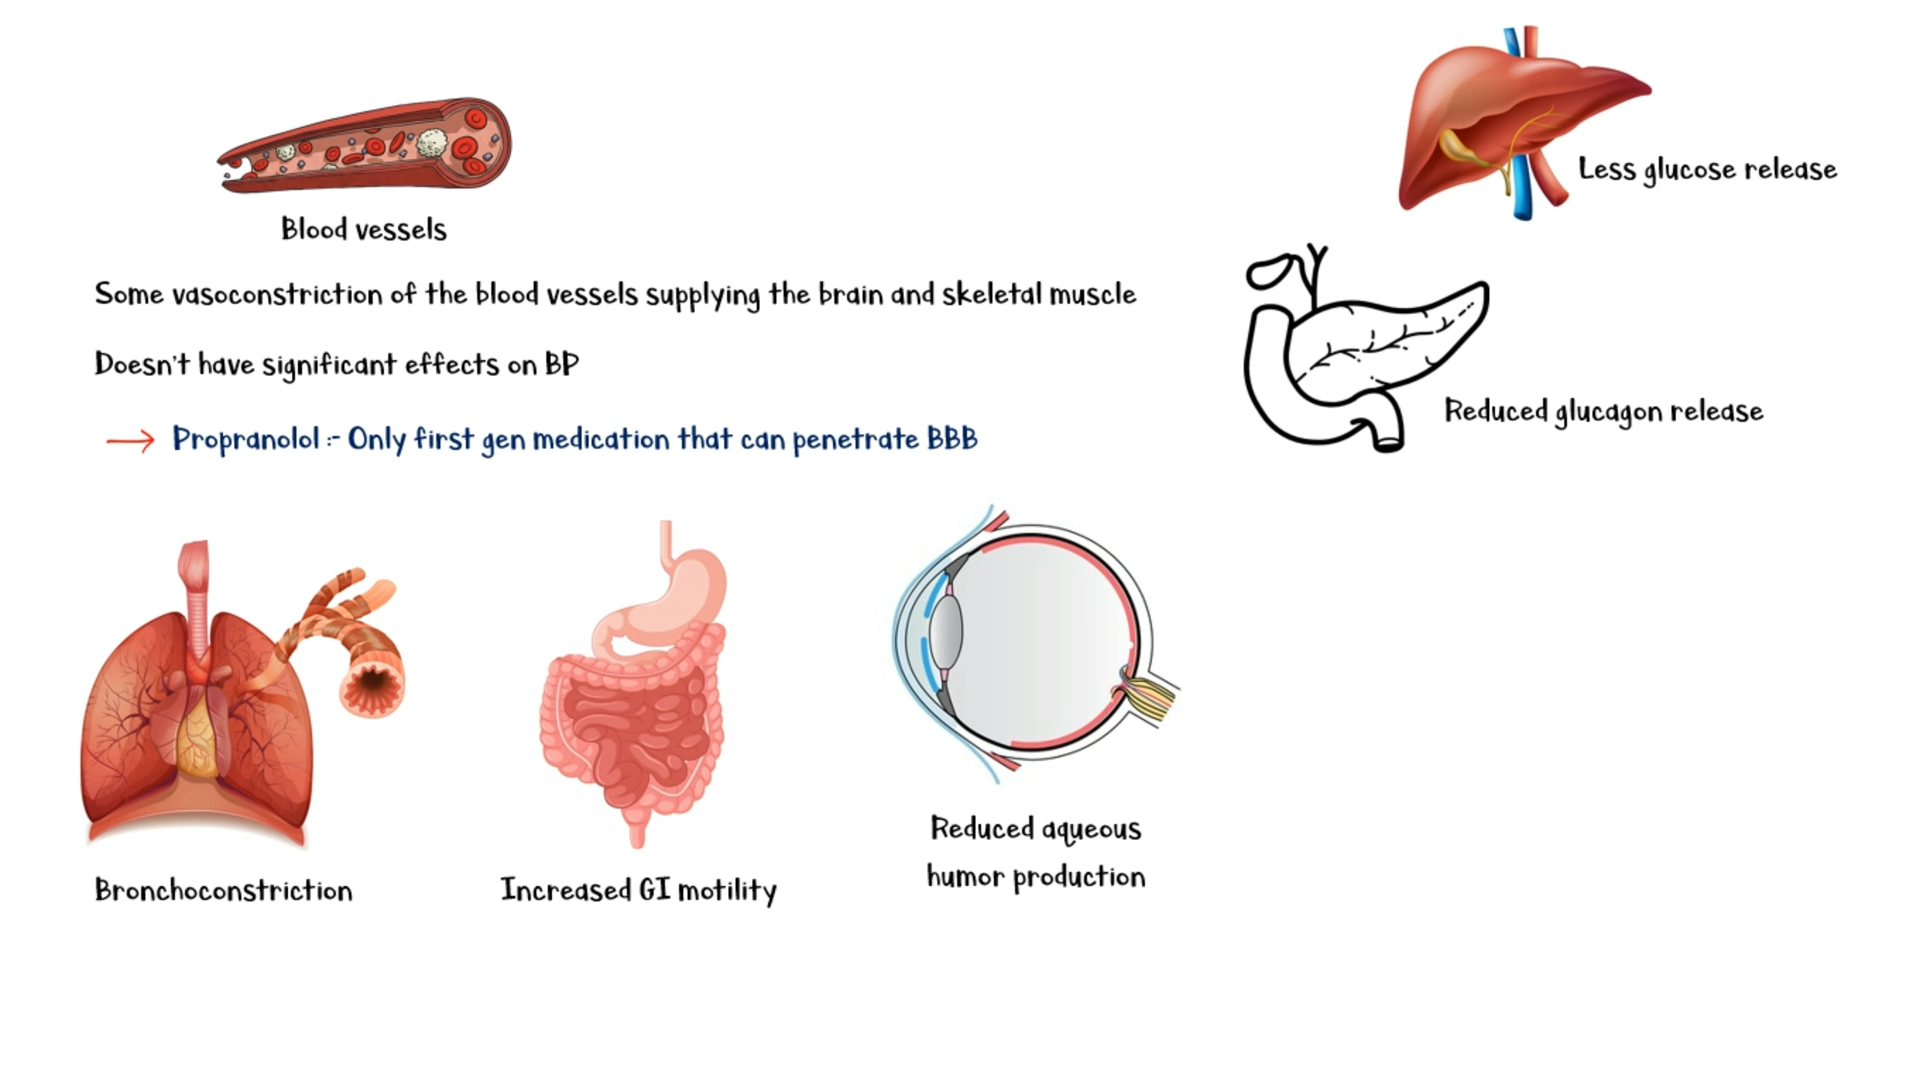 Blood vessels
Some vasoconstriction of the blood vessels supplying the brain and skeletal muscle
Doesn't have significant effects on BP
Propranolol :- Only first gen medication that can penetrate BBB
Less glucose release
Reduced glucagon release
Bronchoconstriction
Increased GI motility
Reduced aqueous
humor production